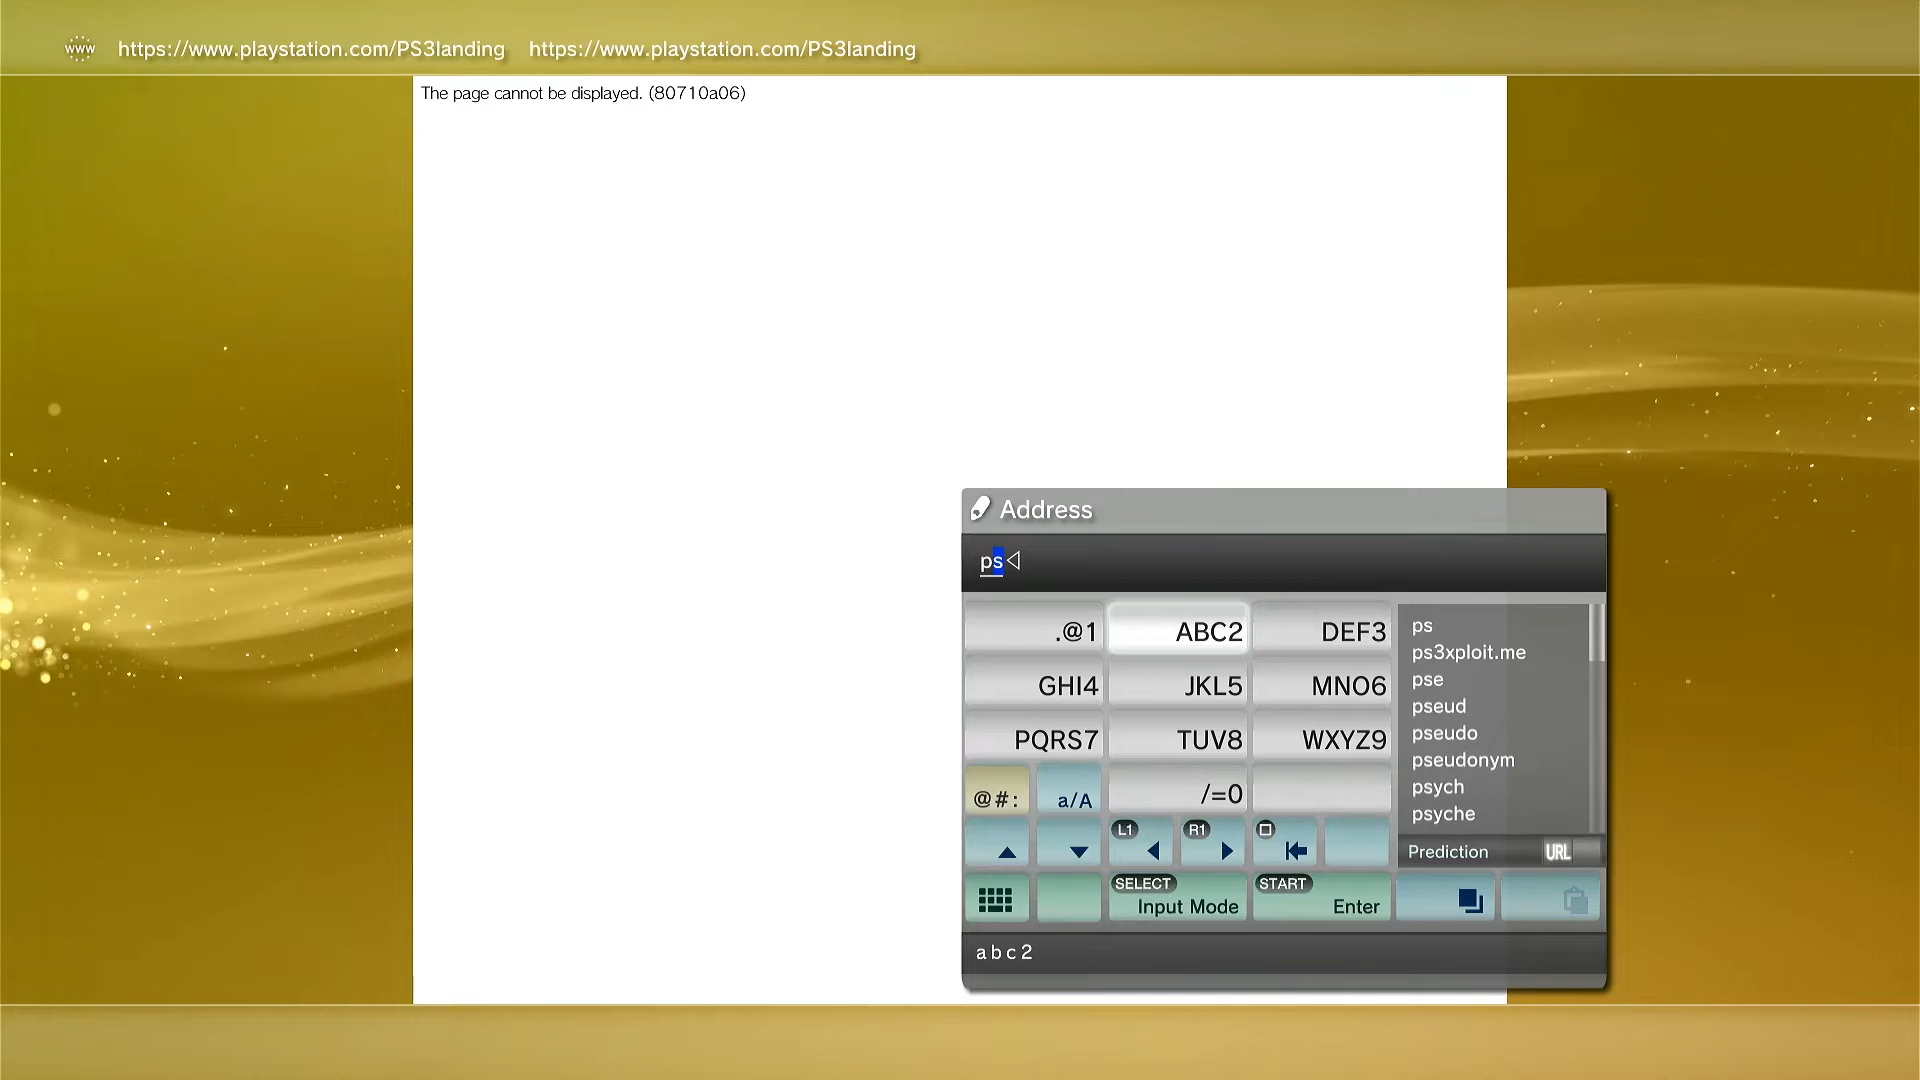 www https://www.playstation.com/PS3landing https://www.playstation.com/PS3landing
The page cannot be displayed. (80710a06)
Address
ps
.@1 ABC2 DEF3
GHI4 JKL5 MNO6
PQRS7 TUV8 WXYZ9
@#: a/A /=0
L1 R1
SELECT Input Mode START Enter
ps
ps3xploit.me
pse
pseud
pseudo
pseudonym
psych
psyche
Prediction URL
abc2